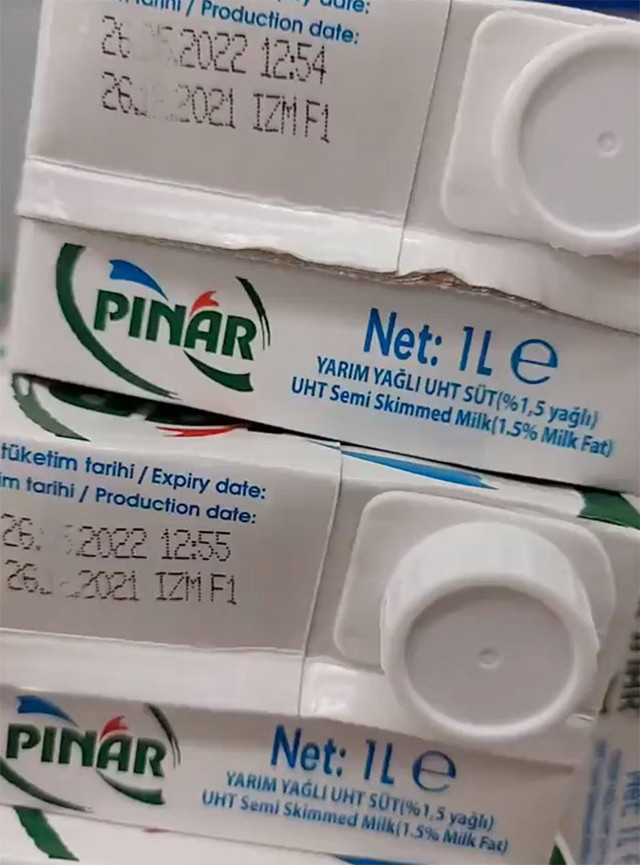 Production date:
2022 12:54
2021 IZM F1
PINAR
Net: 1L e
YARIM YAĞLI UHT SÜT(%1,5 yağlı)
UHT Semi Skimmed Milk(1.5% Milk Fat)
tüketim tarihi / Expiry date:
im tarihi / Production date:
26. 2022 12:55
26. 2021 IZM F1
PINAR
Net: 1L e
YARIM YAĞLI UHT SÜT(%1,5 yağlı)
UHT Semi Skimmed Milk(1.5% Milk Fat)